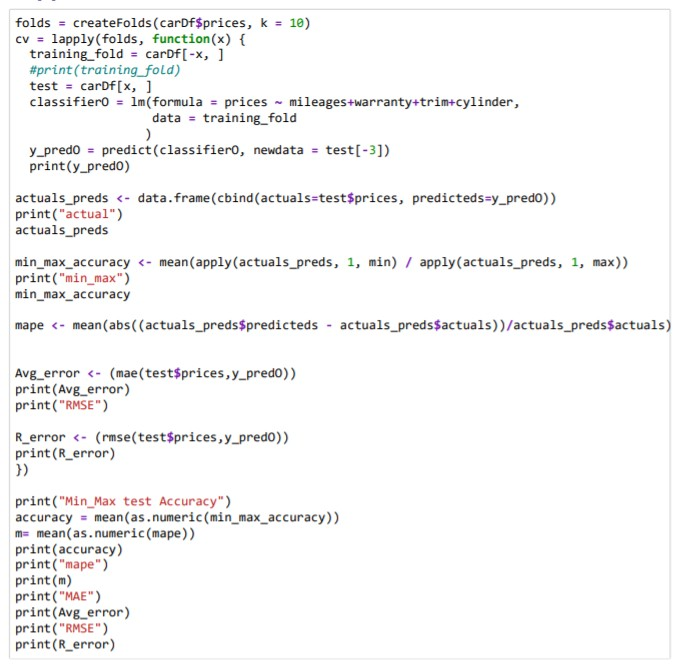 folds = createFolds(carDf$prices, k = 10)
cv = lapply(folds, function(x) {
  training_fold = carDf[-x, ]
  #print(training_fold)
  test = carDf[x, ]
  classifierO = lm(formula = prices ~ mileages+warranty+trim+cylinder,
                   data = training_fold
                  )
  y_predO = predict(classifierO, newdata = test[-3])
  print(y_predO)

actuals_preds <- data.frame(cbind(actuals=test$prices, predicteds=y_predO))
print("actual")
actuals_preds

min_max_accuracy <- mean(apply(actuals_preds, 1, min) / apply(actuals_preds, 1, max))
print("min_max")
min_max_accuracy

mape <- mean(abs((actuals_preds$predicteds - actuals_preds$actuals))/actuals_preds$actuals)

Avg_error <- (mae(test$prices,y_predO))
print(Avg_error)
print("RMSE")

R_error <- (rmse(test$prices,y_predO))
print(R_error)
})

print("Min_Max test Accuracy")
accuracy = mean(as.numeric(min_max_accuracy))
m= mean(as.numeric(mape))
print(accuracy)
print("mape")
print(m)
print("MAE")
print(Avg_error)
print("RMSE")
print(R_error)